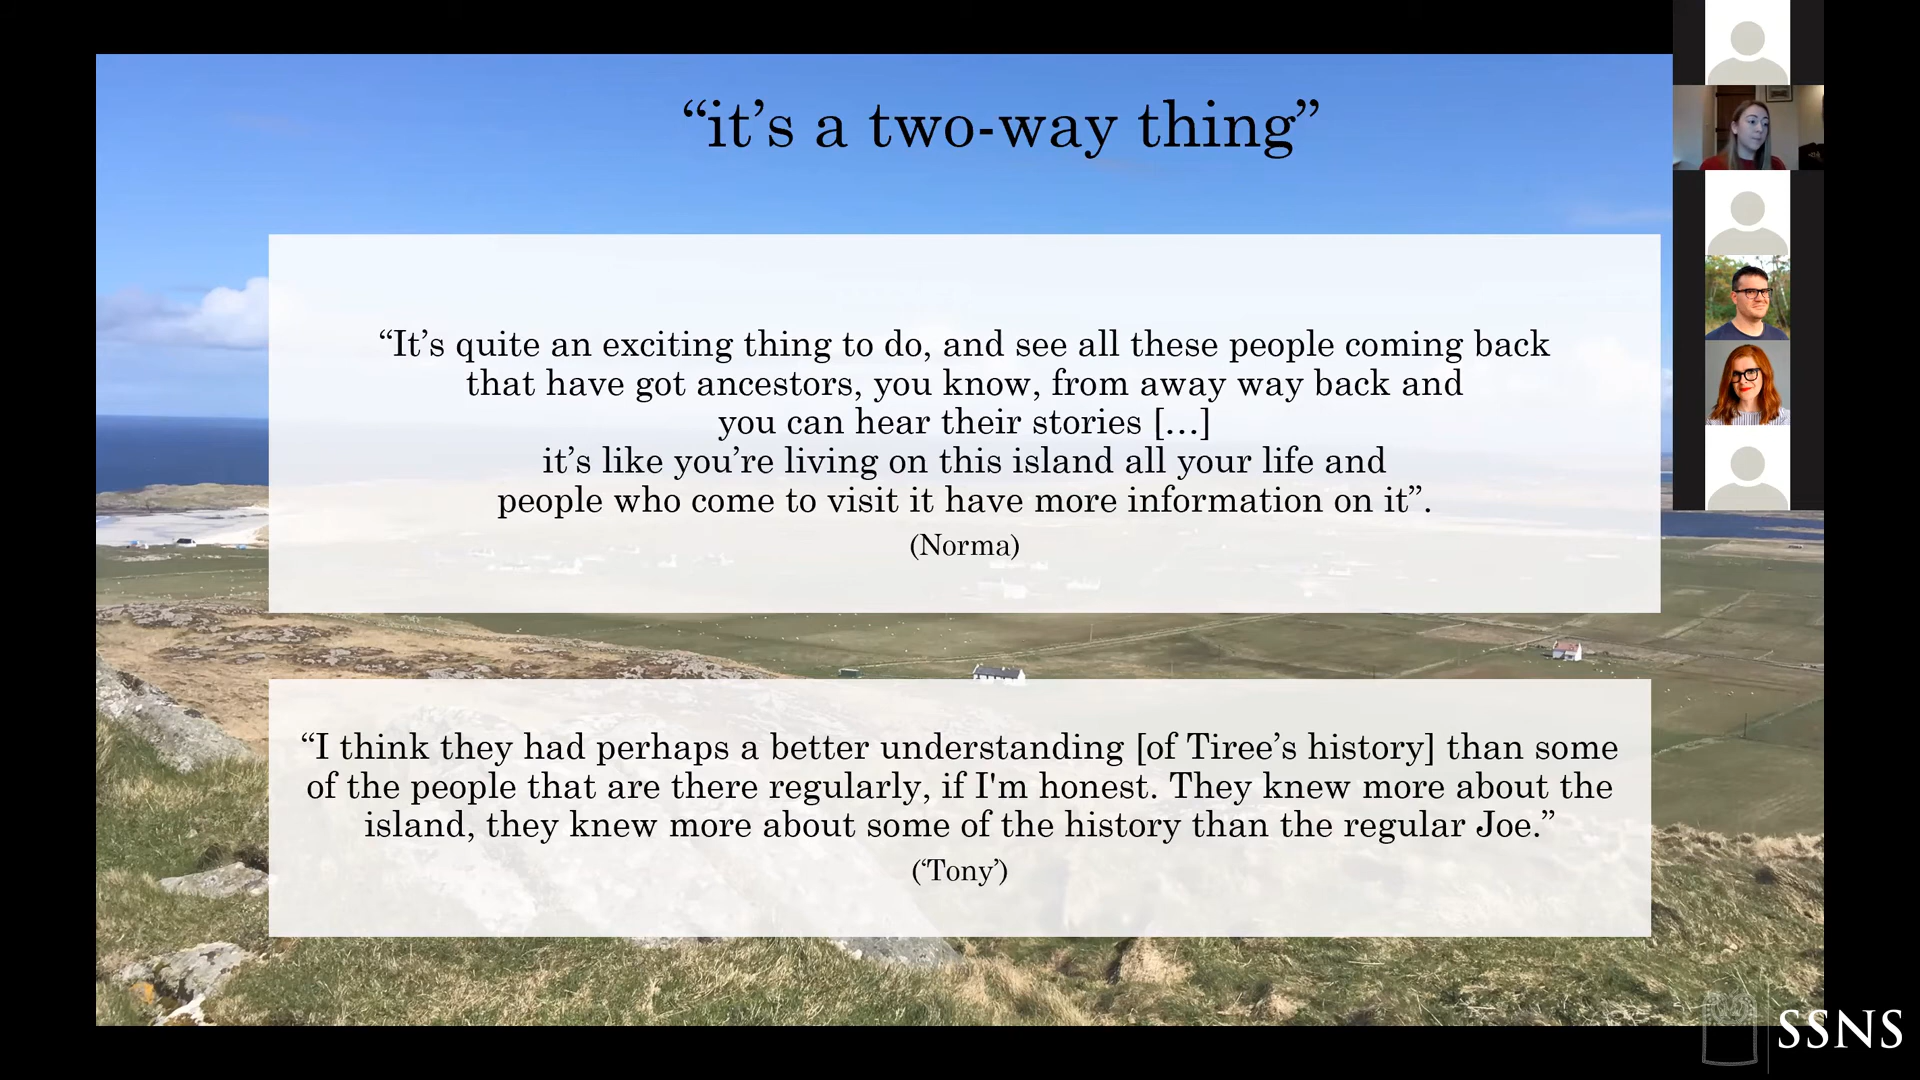 “it’s a two-way thing”
“It’s quite an exciting thing to do, and see all these people coming back
that have got ancestors, you know, from away way back and
you can hear their stories […]
it’s like you’re living on this island all your life and
people who come to visit it have more information on it”.
(Norma)
“I think they had perhaps a better understanding [of Tiree’s history] than some
of the people that are there regularly, if I'm honest. They knew more about the
island, they knew more about some of the history than the regular Joe.”
(‘Tony’)
SSNS